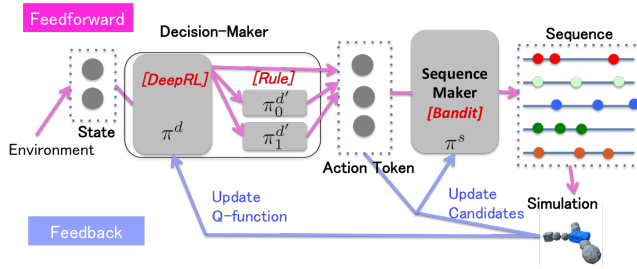 Feedforward
Decision-Maker
Sequence
[DeepRL]
[Rule]
Sequence
Maker
[Bandit]
π^d
π_0^{d'}
π_1^{d'}
π^s
State
Environment
Action Token
Update
Q-function
Update
Candidates
Simulation
Feedback